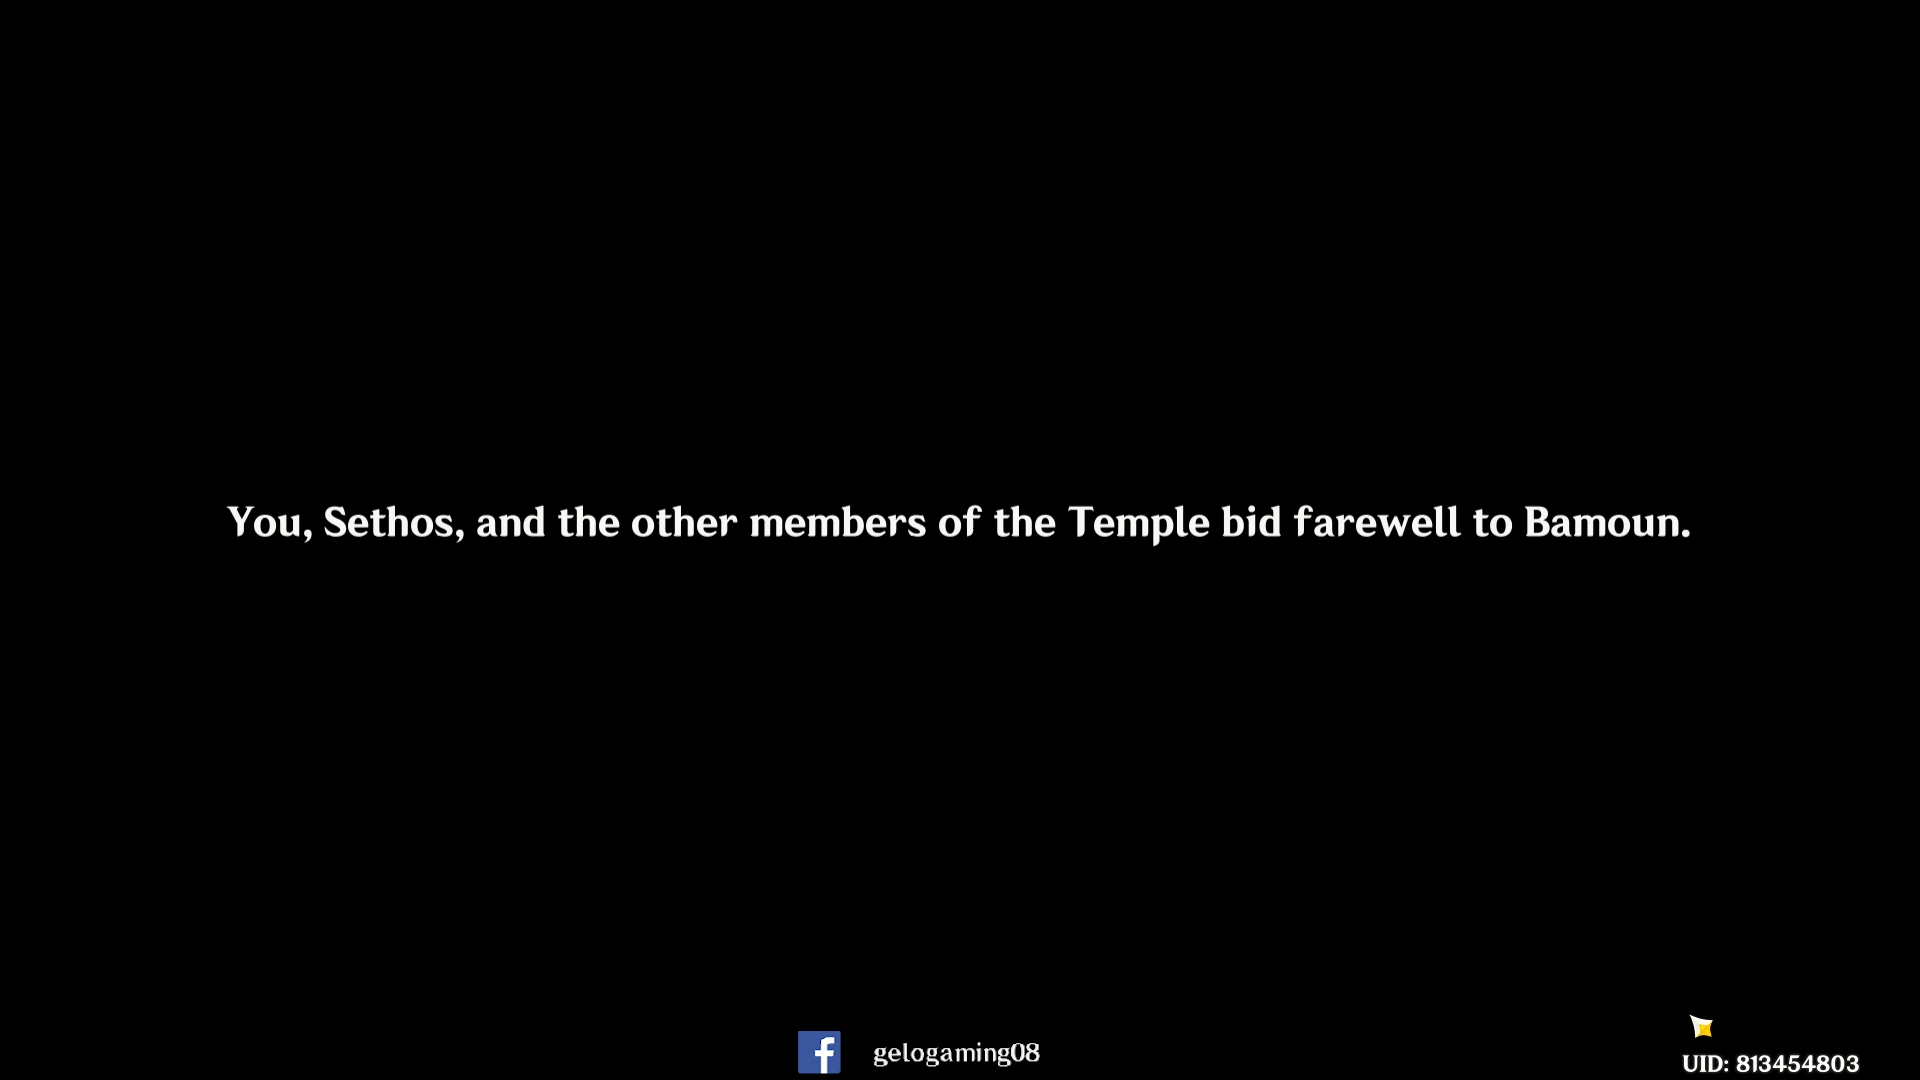 You, Sethos, and the other members of the Temple bid farewell to Bamoun.
gelogaming08
UID: 813454803